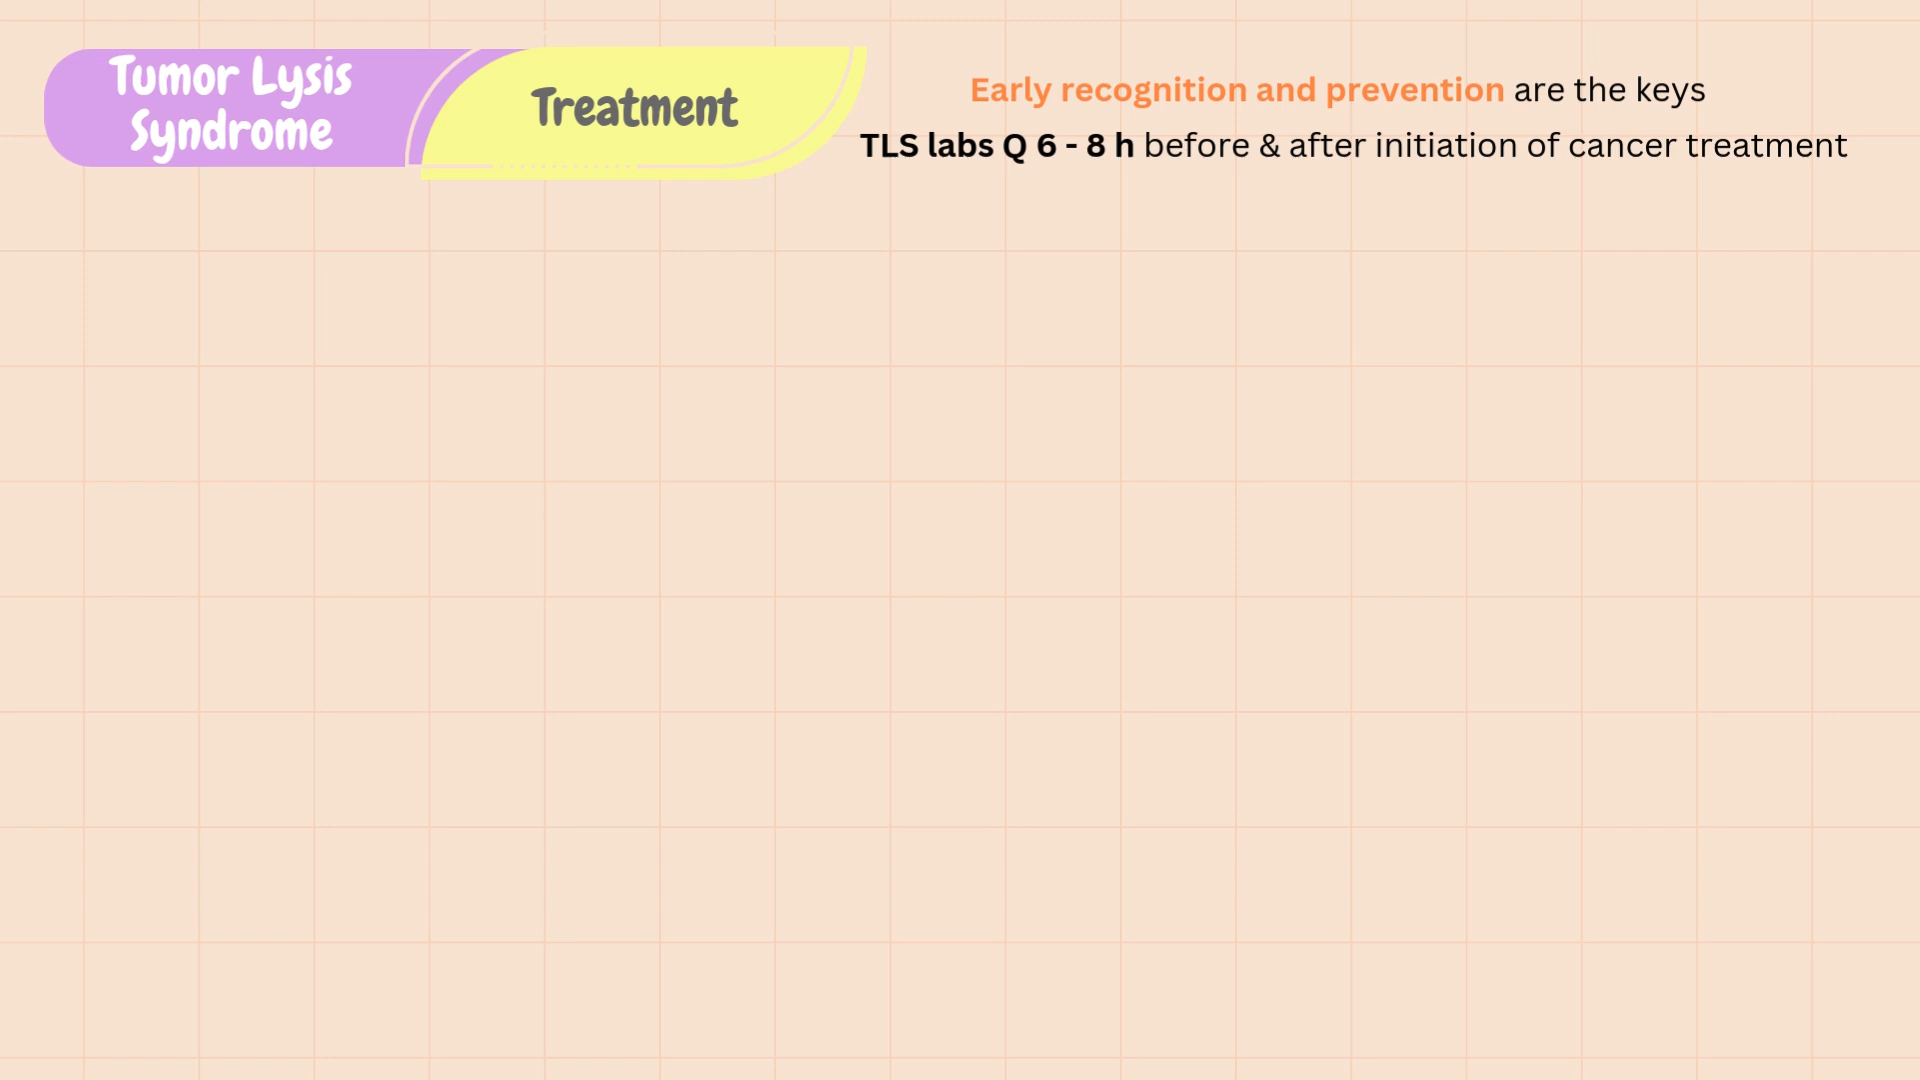 Tumor Lysis
Syndrome
Treatment
Early recognition and prevention are the keys
TLS labs Q 6 - 8 h before & after initiation of cancer treatment